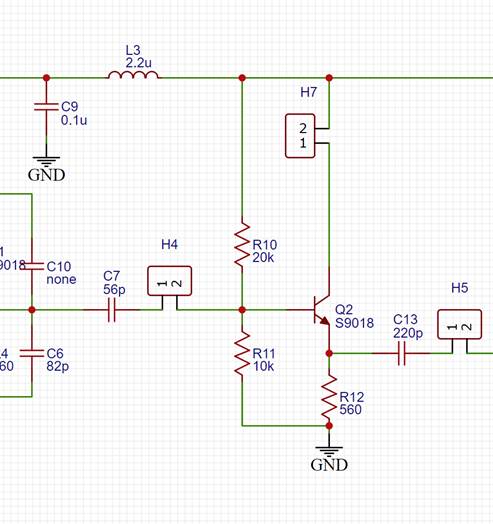 L3
2.2u
C9
0.1u
GND
H7
2
1
1
9018
C10
none
R10
20k
H4
1
2
C7
56p
Q2
S9018
H5
1
2
C13
220p
4
60
C6
82p
R11
10k
R12
560
GND